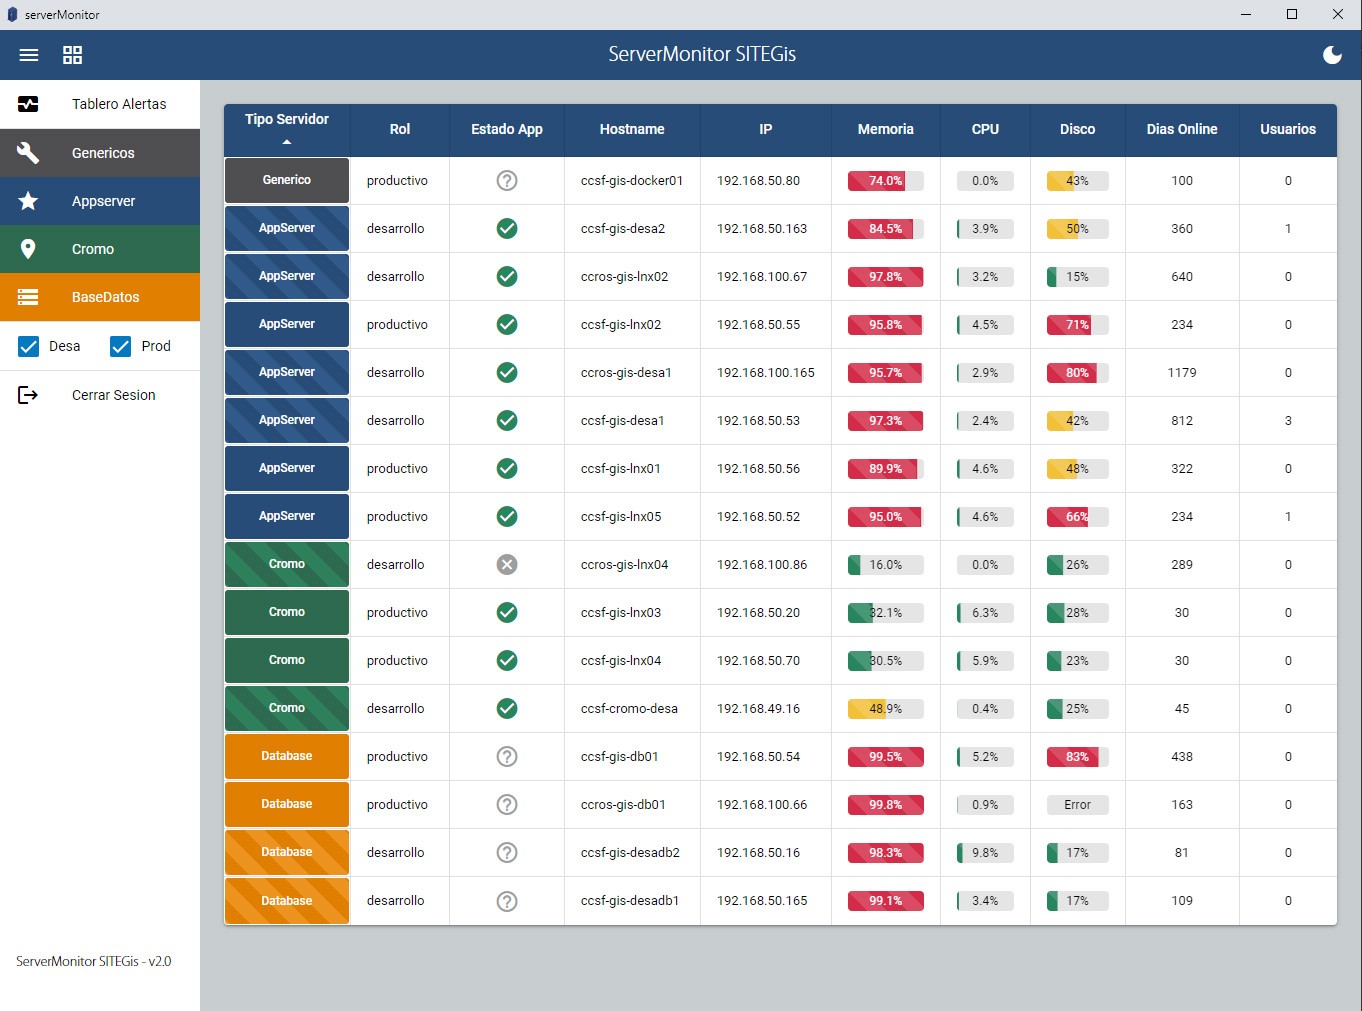 serverMonitor
ServerMonitor SITEGis
Tablero Alertas
Genericos
Appserver
Cromo
BaseDatos
Desa Prod
Cerrar Sesion
ServerMonitor SITEGis - v2.0
Tipo Servidor Rol Estado App Hostname IP Memoria CPU Disco Dias Online Usuarios
Generico productivo ccsf-gis-docker01 192.168.50.80 74.0% 0.0% 43% 100 0
AppServer desarrollo ccsf-gis-desa2 192.168.50.163 84.5% 3.9% 50% 360 1
AppServer desarrollo ccros-gis-lnx02 192.168.100.67 97.8% 3.2% 15% 640 0
AppServer productivo ccsf-gis-lnx02 192.168.50.55 95.8% 4.5% 71% 234 0
AppServer desarrollo ccros-gis-desa1 192.168.100.165 95.7% 2.9% 80% 1179 0
AppServer desarrollo ccsf-gis-desa1 192.168.50.53 97.3% 2.4% 42% 812 3
AppServer productivo ccsf-gis-lnx01 192.168.50.56 89.9% 4.6% 48% 322 0
AppServer productivo ccsf-gis-lnx05 192.168.50.52 95.0% 4.6% 66% 234 1
Cromo desarrollo ccros-gis-lnx04 192.168.100.86 16.0% 0.0% 26% 289 0
Cromo productivo ccsf-gis-lnx03 192.168.50.20 32.1% 6.3% 28% 30 0
Cromo productivo ccsf-gis-lnx04 192.168.50.70 30.5% 5.9% 23% 30 0
Cromo desarrollo ccsf-cromo-desa 192.168.49.16 48.9% 0.4% 25% 45 0
Database productivo ccsf-gis-db01 192.168.50.54 99.5% 5.2% 83% 438 0
Database productivo ccros-gis-db01 192.168.100.66 99.8% 0.9% Error 163 0
Database desarrollo ccsf-gis-desadb2 192.168.50.16 98.3% 9.8% 17% 81 0
Database desarrollo ccsf-gis-desadb1 192.168.50.165 99.1% 3.4% 17% 109 0